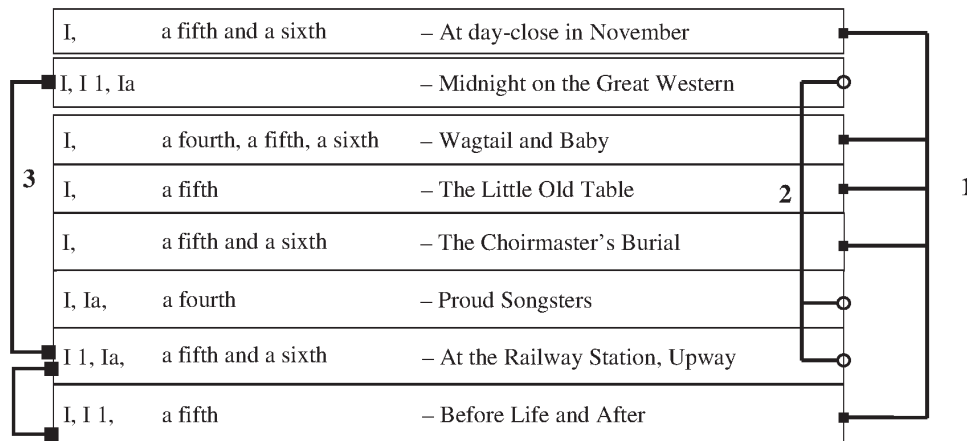 I, a fifth and a sixth – At day-close in November
I, I 1, Ia – Midnight on the Great Western
I, a fourth, a fifth, a sixth – Wagtail and Baby
3
I, a fifth – The Little Old Table
2
1
I, a fifth and a sixth – The Choirmaster's Burial
I, Ia, a fourth – Proud Songsters
I 1, Ia, a fifth and a sixth – At the Railway Station, Upway
I, I 1, a fifth – Before Life and After